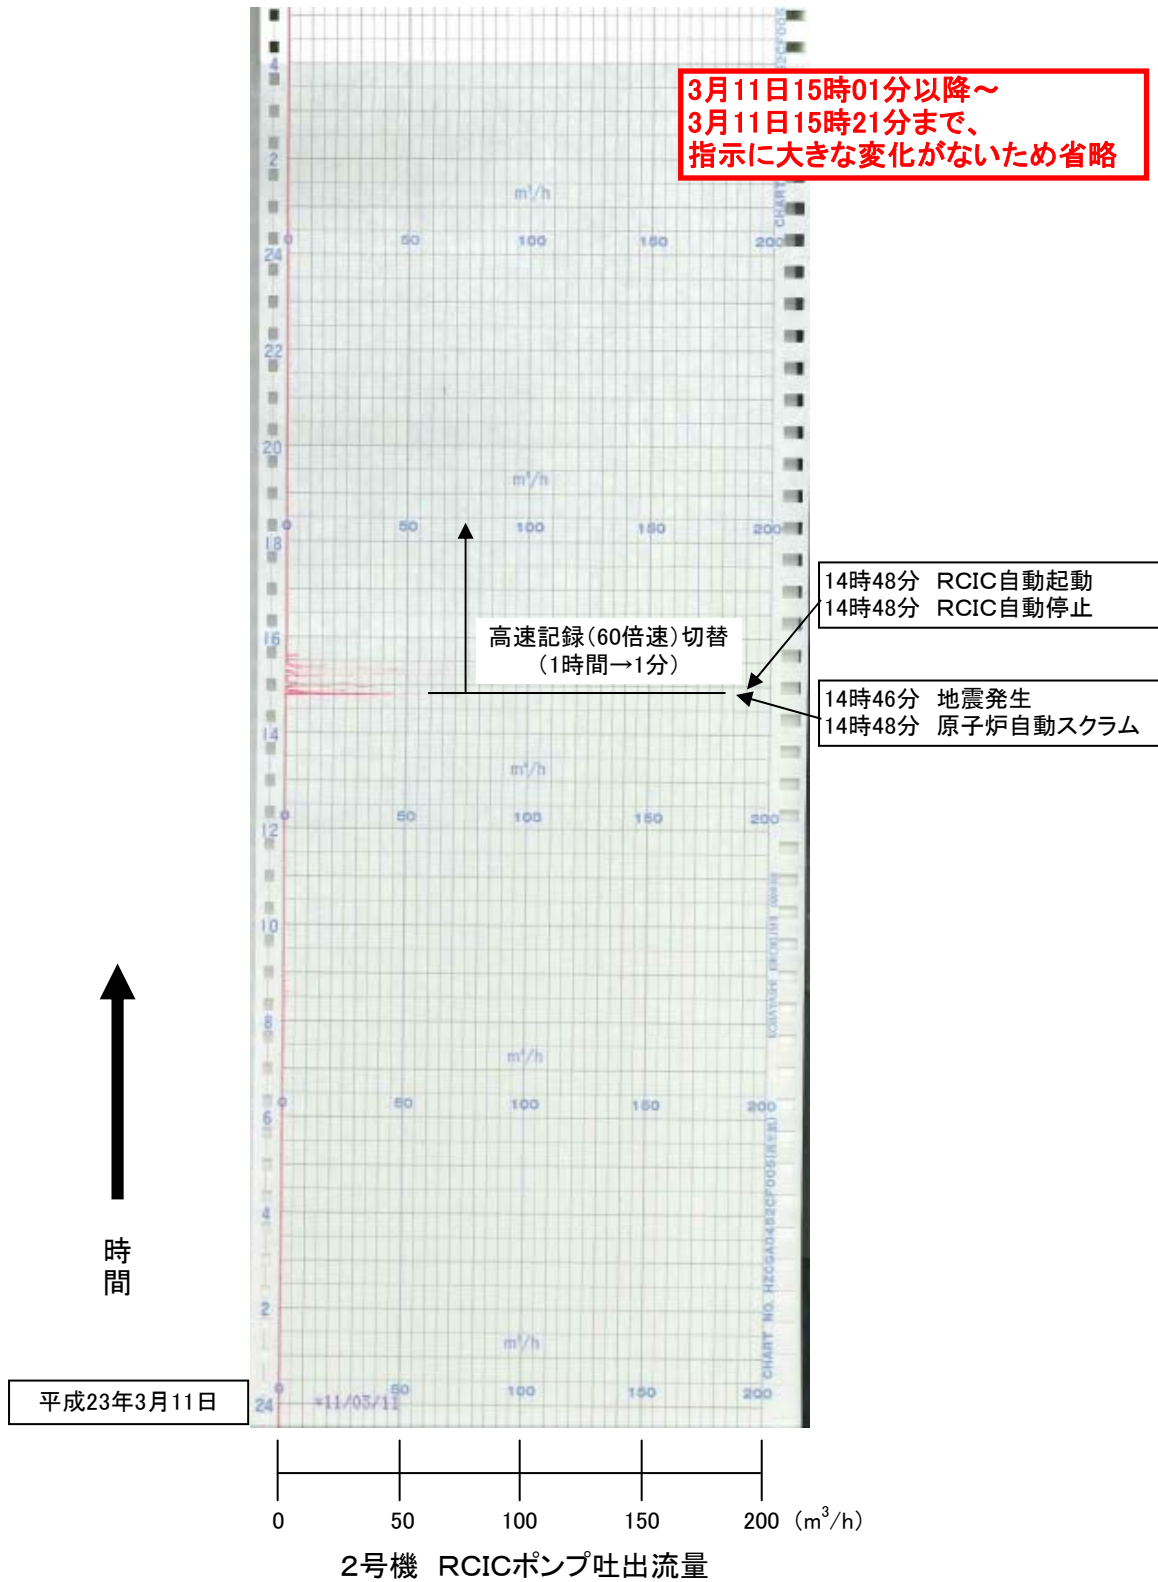 4
3月11日15時01分以降~
3月11日15時21分まで、
指示に大きな変化がないため省略
2
m³/h
CHART
0 50 100 150 200
24
22
20
m³/h
0 50 100 150 200
18
14時48分 RCIC自動起動
14時48分 RCIC自動停止
16
高速記録(60倍速)切替
(1時間→1分)
14時46分 地震発生
14時48分 原子炉自動スクラム
14
m³/h
0 50 100 150 200
12
10
8
m³/h
0 50 100 150 200
6
4
時間
2
CHART NO. HZCGA0452CF005
m³/h
平成23年3月11日
0 50 100 150 200
24
11/03/11
0 50 100 150 200 (m³/h)
2号機 RCICポンプ吐出流量